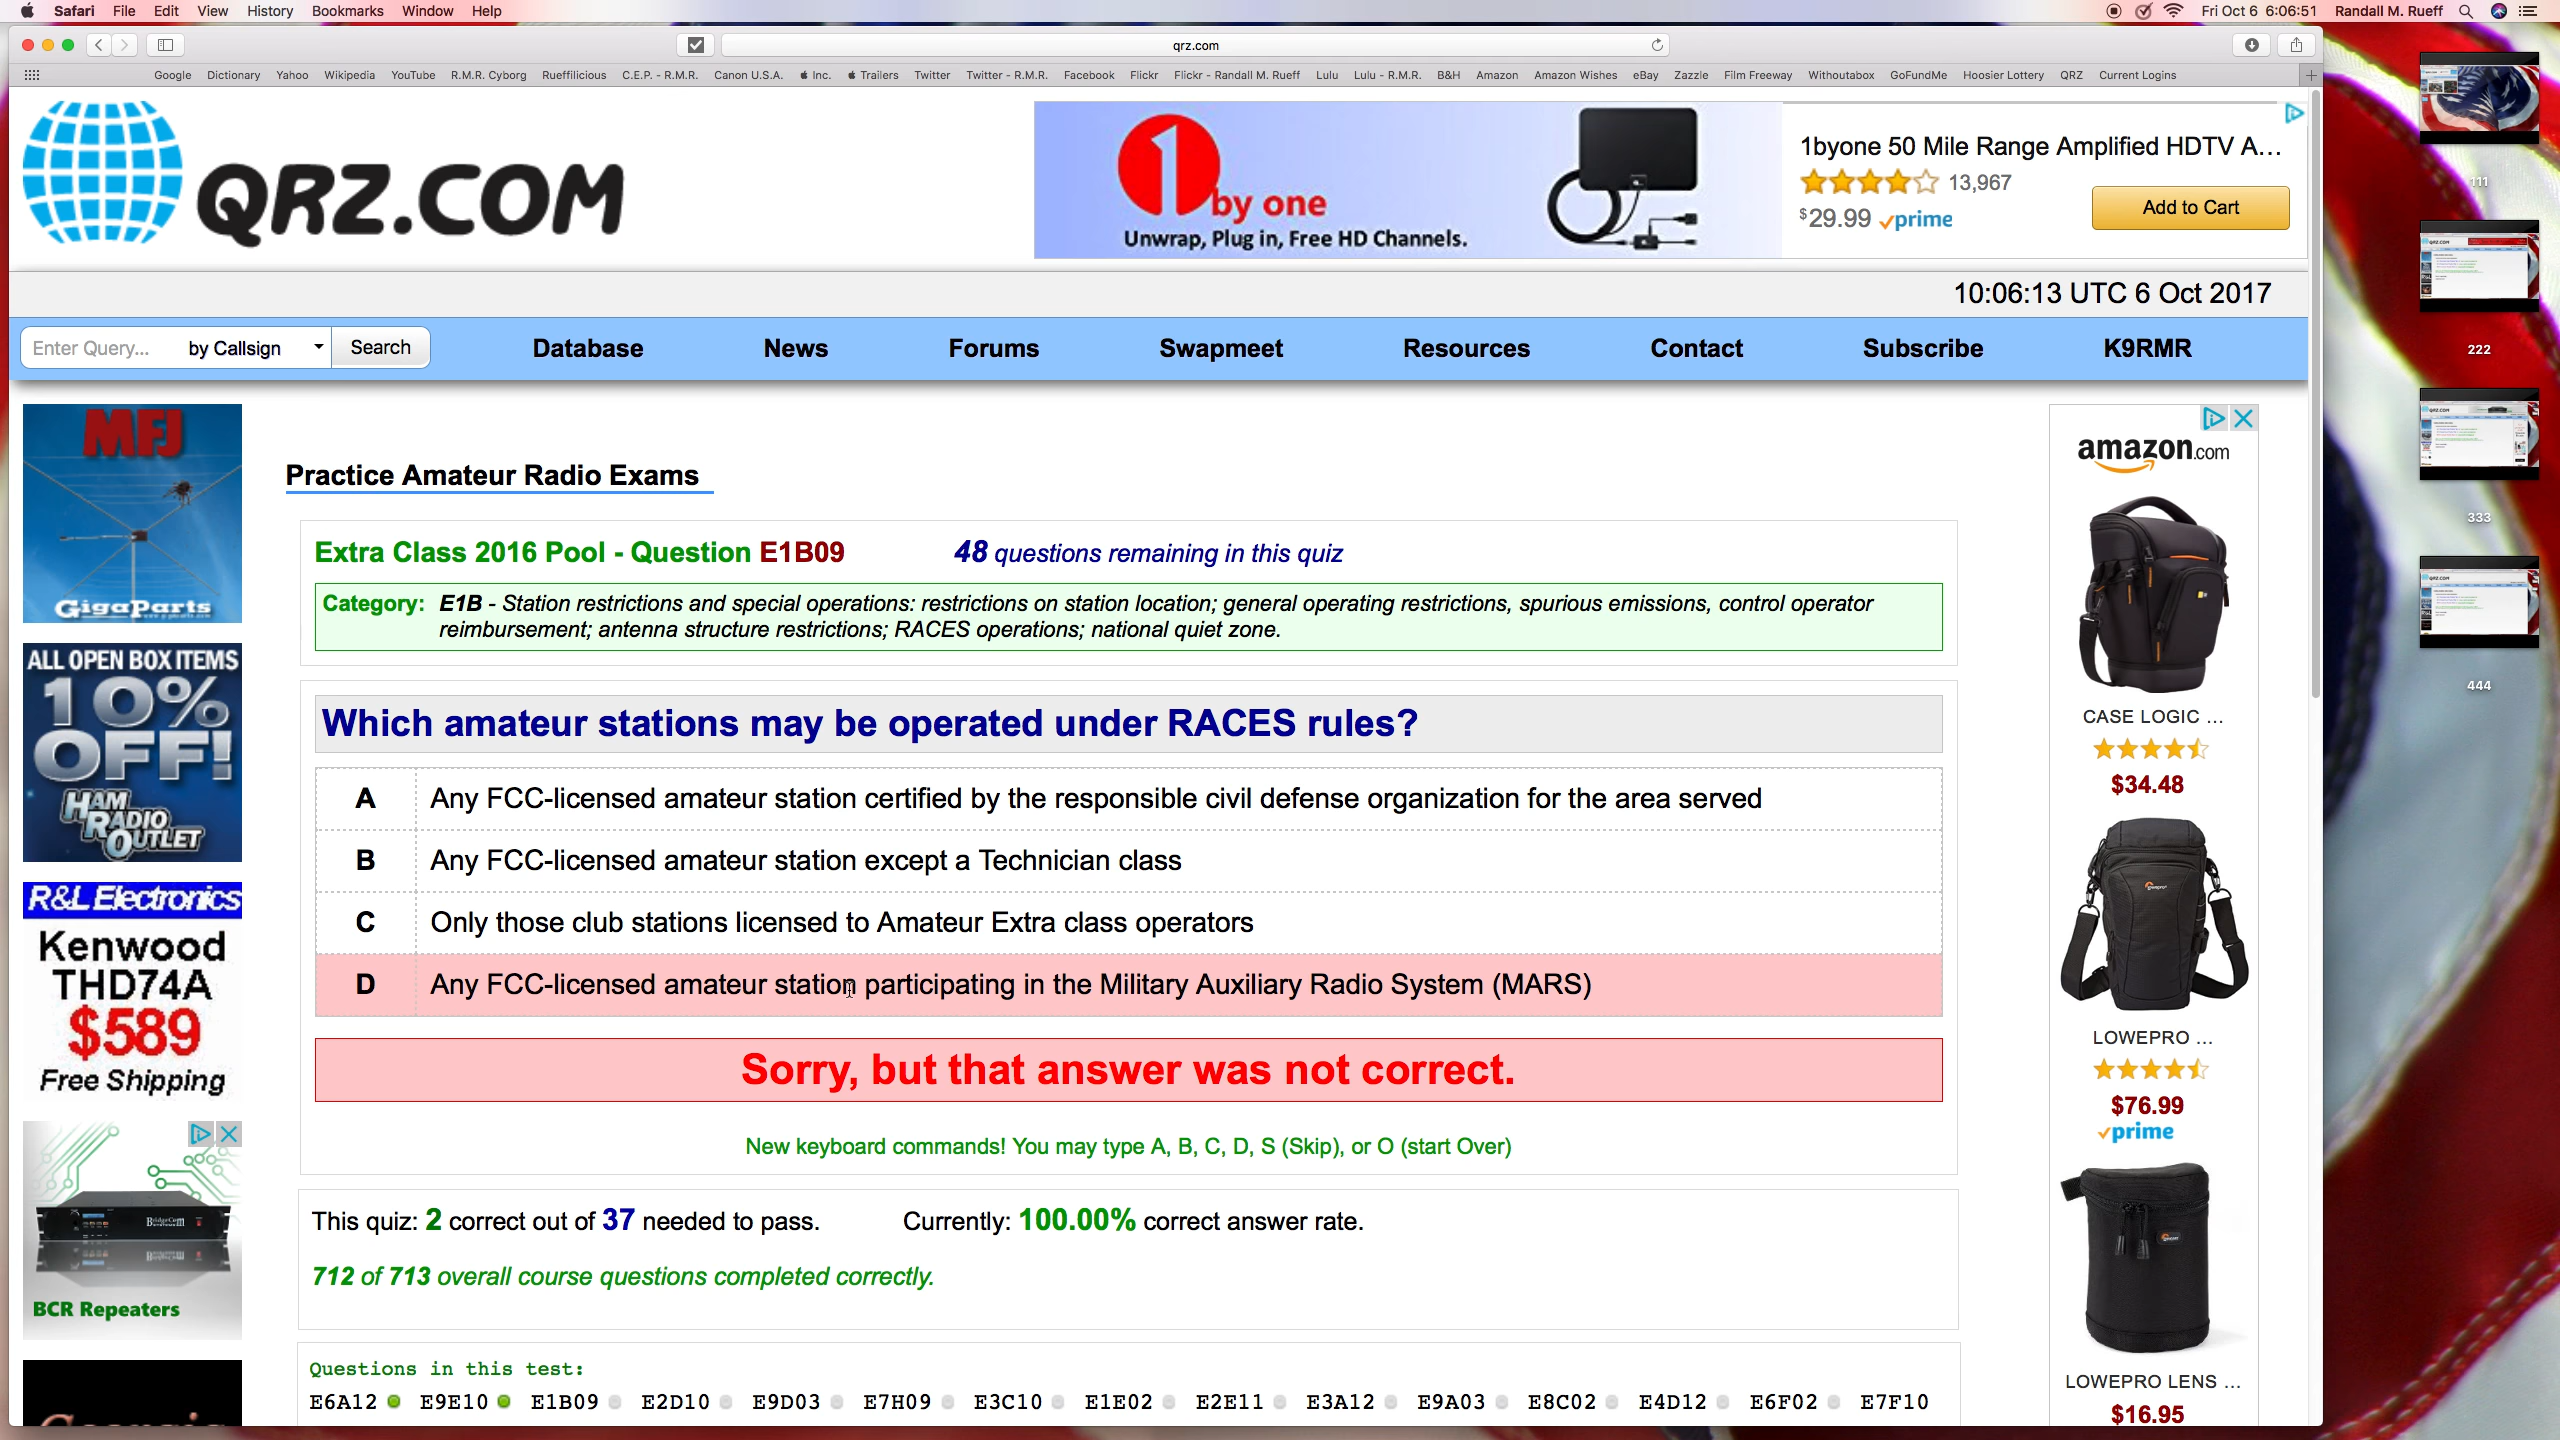 Safari File Edit View History Bookmarks Window Help
Fri Oct 6 6:06:51 Randall M. Rueff
qrz.com
Google Dictionary Yahoo Wikipedia YouTube R.M.R. Cyborg Rueffilicious C.E.P. - R.M.R. Canon U.S.A. Inc. Trailers Twitter Twitter - R.M.R. Facebook Flickr Flickr - Randall M. Rueff Lulu Lulu - R.M.R. B&H Amazon Amazon Wishes eBay Zazzle Film Freeway Withoutabox GoFundMe Hoosier Lottery QRZ Current Logins
QRZ.COM
1 by one
Unwrap, Plug in, Free HD Channels.
1byone 50 Mile Range Amplified HDTV A...
13,967
$29.99 prime
Add to Cart
111
222
333
444
10:06:13 UTC 6 Oct 2017
Enter Query... by Callsign Search Database News Forums Swapmeet Resources Contact Subscribe K9RMR
MFJ
GigaParts
ALL OPEN BOX ITEMS
10%
OFF!
HAM
RADIO
OUTLET
R&L Electronics
Kenwood
THD74A
$589
Free Shipping
BridgeCom
BCR Repeaters
Georgia
Practice Amateur Radio Exams
Extra Class 2016 Pool - Question E1B09 48 questions remaining in this quiz
Category: E1B - Station restrictions and special operations: restrictions on station location; general operating restrictions, spurious emissions, control operator
reimbursement; antenna structure restrictions; RACES operations; national quiet zone.
Which amateur stations may be operated under RACES rules?
A Any FCC-licensed amateur station certified by the responsible civil defense organization for the area served
B Any FCC-licensed amateur station except a Technician class
C Only those club stations licensed to Amateur Extra class operators
D Any FCC-licensed amateur station participating in the Military Auxiliary Radio System (MARS)
Sorry, but that answer was not correct.
New keyboard commands! You may type A, B, C, D, S (Skip), or O (start Over)
This quiz: 2 correct out of 37 needed to pass. Currently: 100.00% correct answer rate.
712 of 713 overall course questions completed correctly.
Questions in this test:
E6A12 E9E10 E1B09 E2D10 E9D03 E7H09 E3C10 E1E02 E2E11 E3A12 E9A03 E8C02 E4D12 E6F02 E7F10
amazon.com
CASE LOGIC ...
$34.48
LOWEPRO ...
$76.99
prime
LOWEPRO LENS ...
$16.95